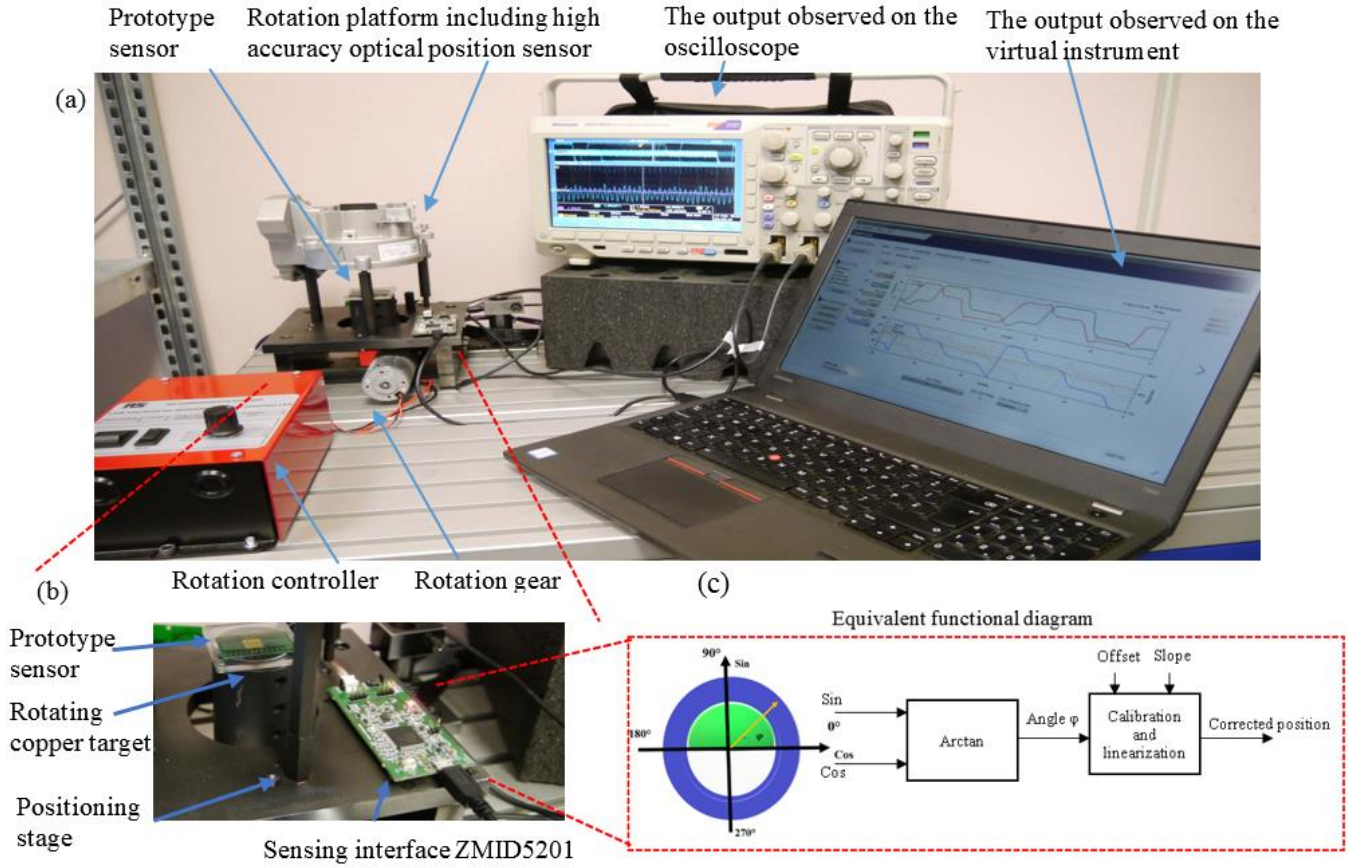 Prototype
sensor
Rotation platform including high
accuracy optical position sensor
The output observed on the
oscilloscope
The output observed on the
virtual instrument
(a)
RS
Rotation controller
Rotation gear
(b)
(c)
Prototype
sensor
Rotating
copper target
Positioning
stage
Sensing interface ZMID5201
Equivalent functional diagram
90°
Sin
180°
φ
0°
Cos
270°
Sin
Cos
Arctan
Angle φ
Offset
Slope
Calibration
and
linearization
Corrected position